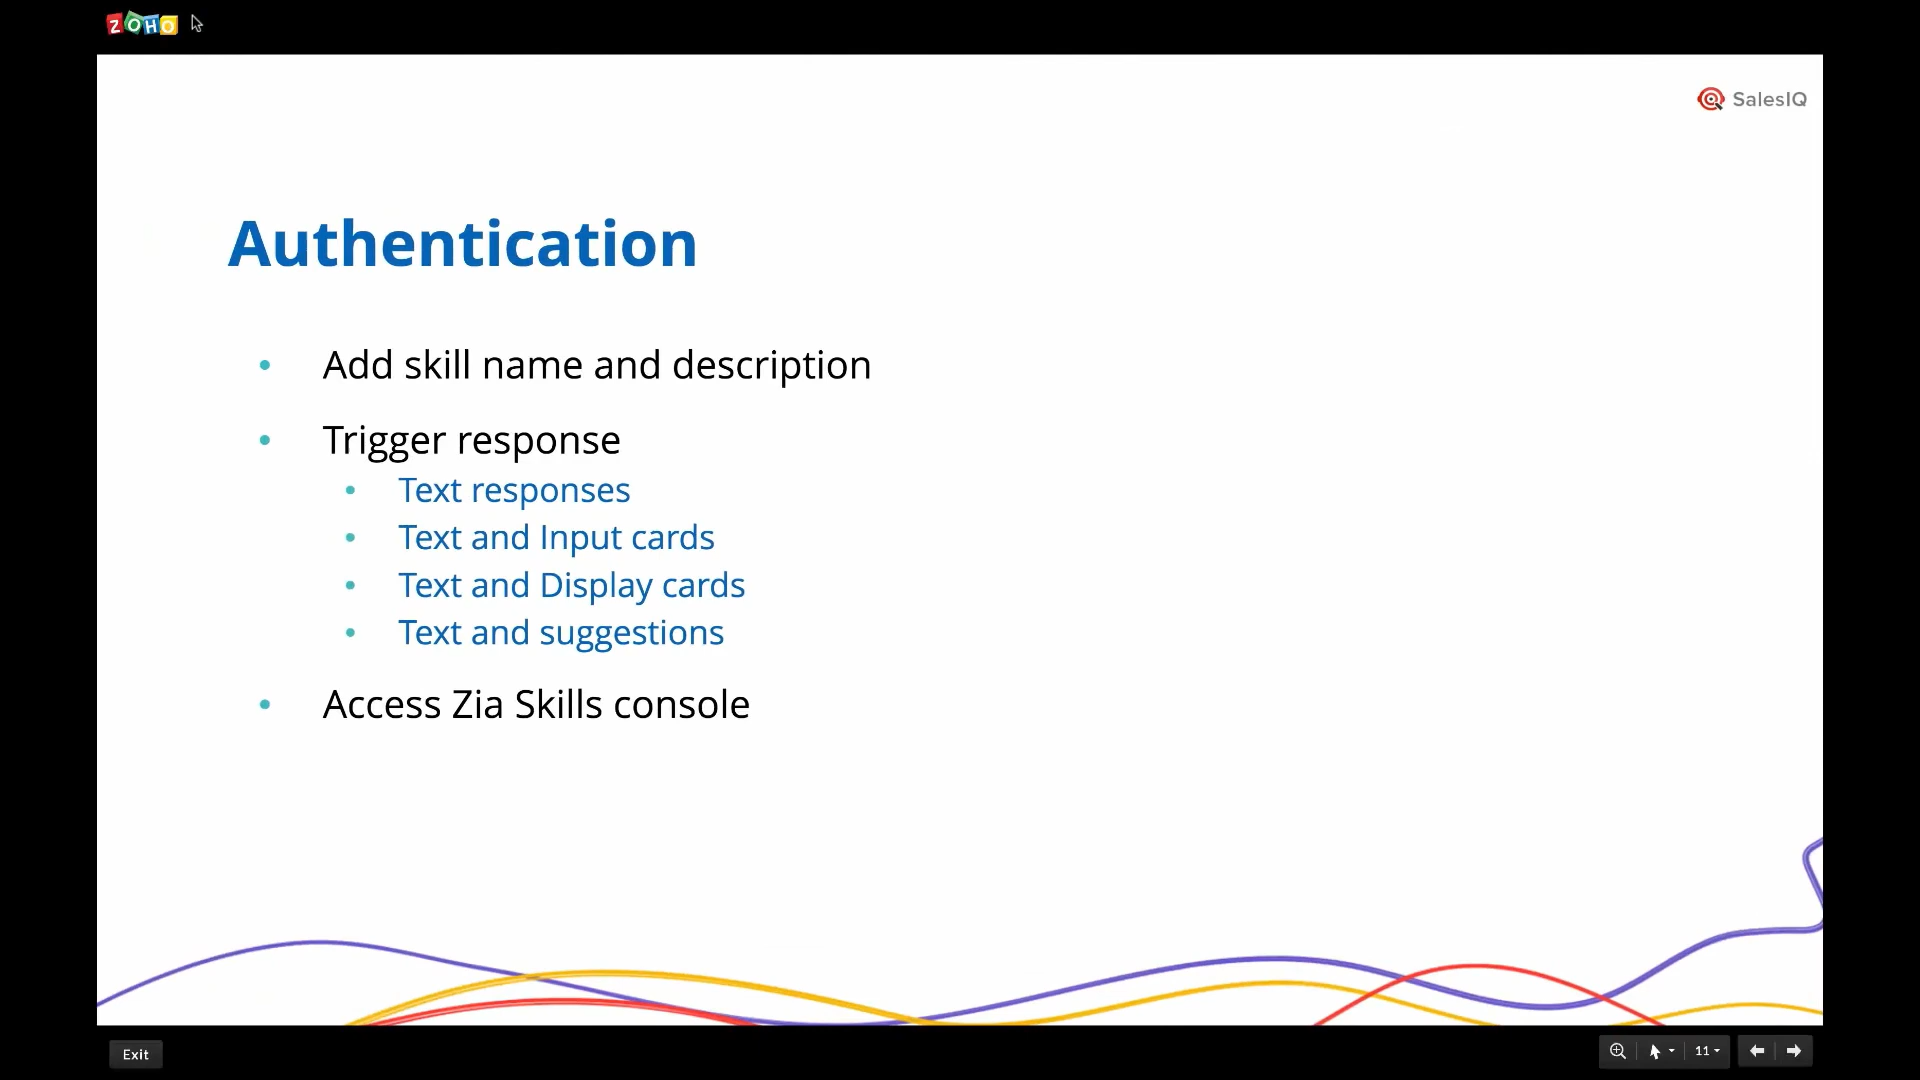 ZOHO
SalesIQ
Authentication
• Add skill name and description
• Trigger response
• Text responses
• Text and Input cards
• Text and Display cards
• Text and suggestions
• Access Zia Skills console
Exit
11